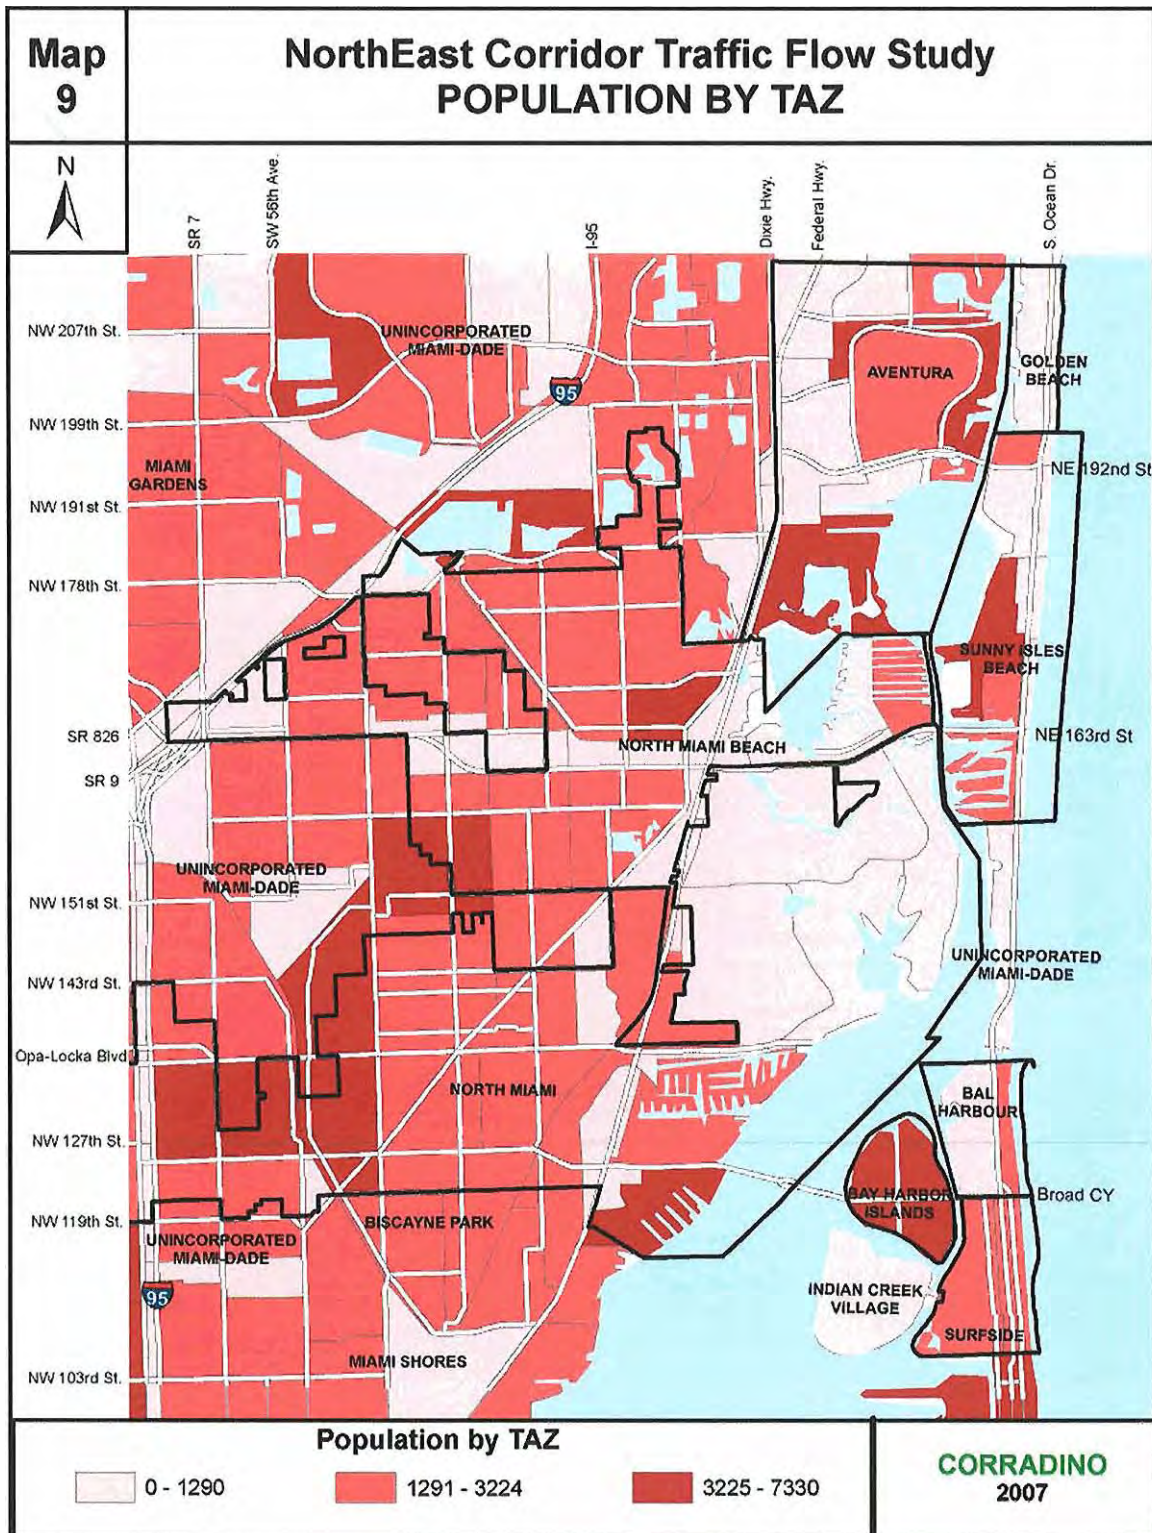 Map
9
NorthEast Corridor Traffic Flow Study
POPULATION BY TAZ
N
SR 7
SW 56th Ave.
I-95
Dixie Hwy.
Federal Hwy.
S. Ocean Dr.
NW 207th St.
NW 199th St.
NW 191st St.
NW 178th St.
SR 826
SR 9
NW 151st St.
NW 143rd St.
Opa-Locka Blvd
NW 127th St.
NW 119th St.
NW 103rd St.
UNINCORPORATED
MIAMI-DADE
95
AVENTURA
GOLDEN
BEACH
MIAMI
GARDENS
NE 192nd St
SUNNY ISLES
BEACH
NORTH MIAMI BEACH
NE 163rd St
UNINCORPORATED
MIAMI-DADE
UNINCORPORATED
MIAMI-DADE
NORTH MIAMI
BAL
HARBOUR
BAY HARBOR
ISLANDS
Broad CY
BISCAYNE PARK
UNINCORPORATED
MIAMI-DADE
95
INDIAN CREEK
VILLAGE
SURFSIDE
MIAMI SHORES
Population by TAZ
0 - 1290
1291 - 3224
3225 - 7330
CORRADINO
2007